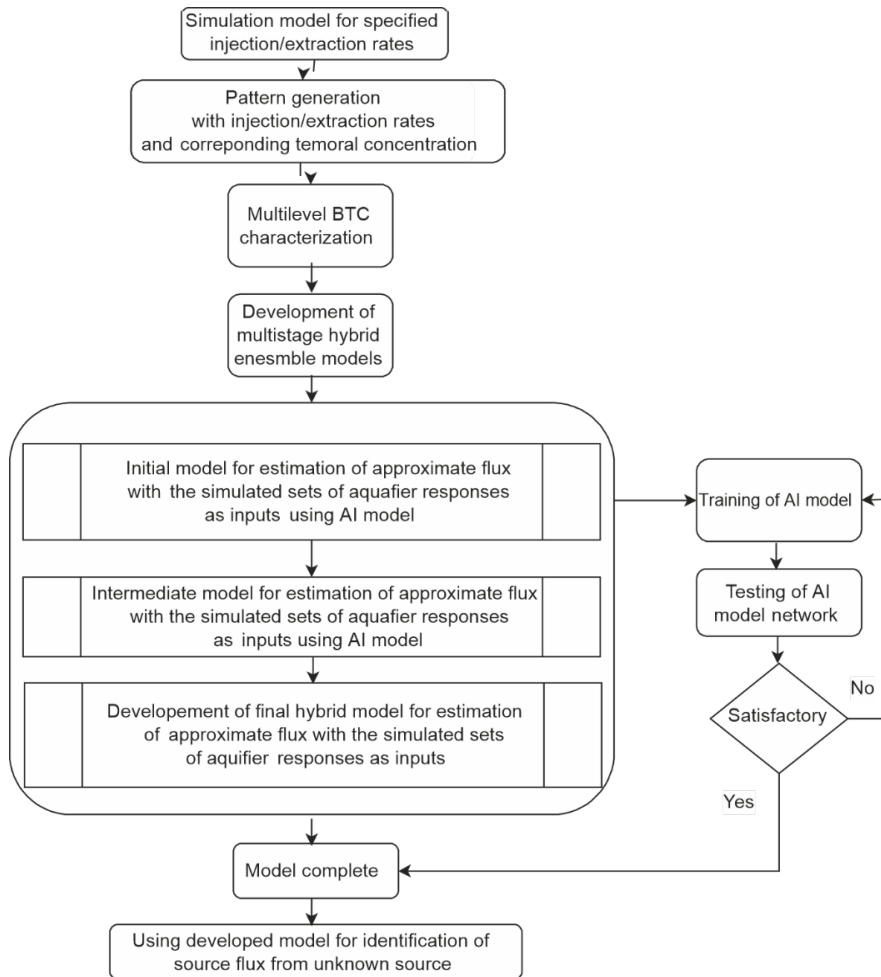 Simulation model for specified
injection/extraction rates
Pattern generation
with injection/extraction rates
and correponding temoral concentration
Multilevel BTC
characterization
Development of
multistage hybrid
enesmble models
Initial model for estimation of approximate flux
with the simulated sets of aquafier responses
as inputs using AI model
Intermediate model for estimation of approximate flux
with the simulated sets of aquafier responses
as inputs using AI model
Developement of final hybrid model for estimation
of approximate flux with the simulated sets
of aquifier responses as inputs
Training of AI model
Testing of AI
model network
Satisfactory
No
Yes
Model complete
Using developed model for identification of
source flux from unknown source